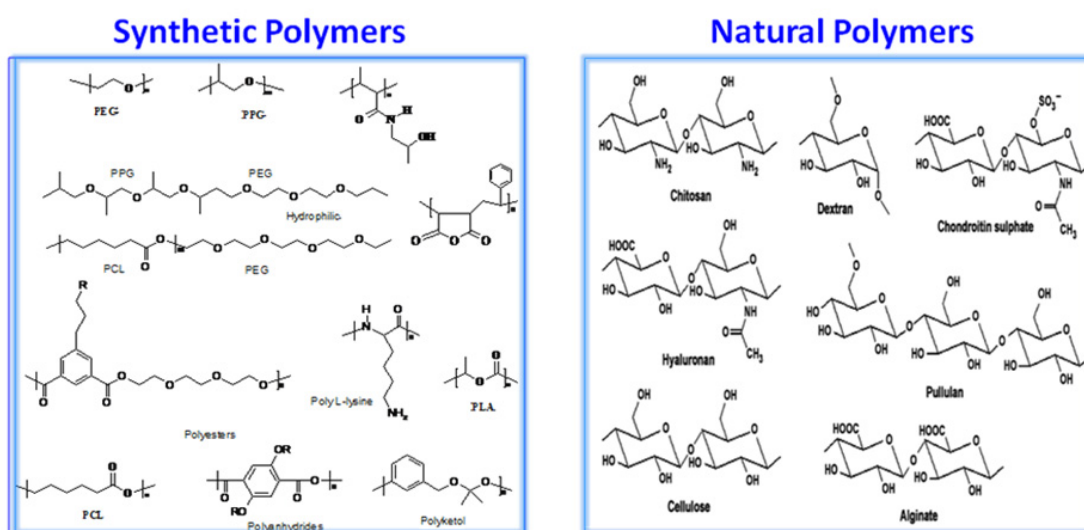 Synthetic Polymers
Natural Polymers
PEG
PPG
PPG
PEG
Hydrophilic
PCL
PEG
Polyesters
Poly L-lysine
PLA
PCL
Polyanhydrides
Polyketol
Chitosan
Dextran
Chondroitin sulphate
Hyaluronan
Pullulan
Cellulose
Alginate